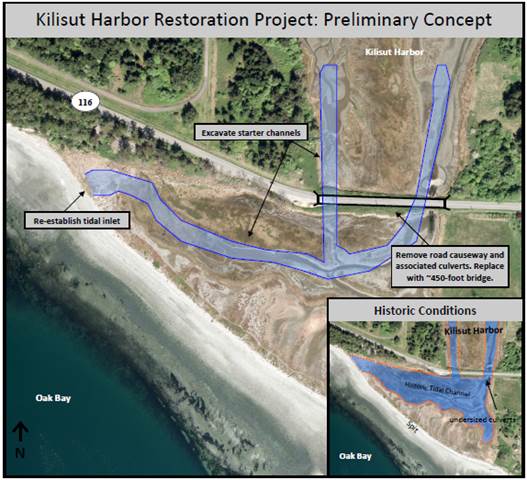 Kilisut Harbor Restoration Project: Preliminary Concept
Kilisut Harbor
116
Excavate starter channels
Re-establish tidal inlet
Remove road causeway and
associated culverts. Replace
with ~450-foot bridge.
Oak Bay
N
Historic Conditions
Kilisut Harbor
Historic Tidal Channel
undersized culverts
Spit
Oak Bay